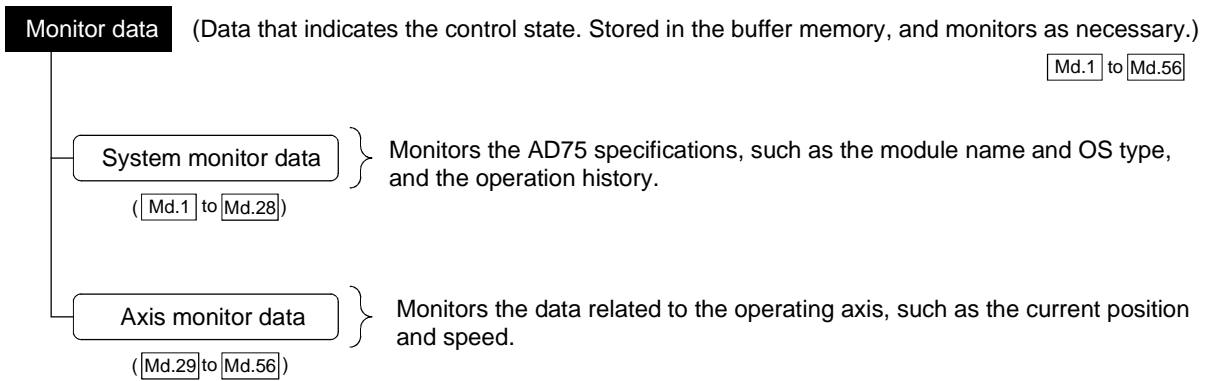 Monitor data (Data that indicates the control state. Stored in the buffer memory, and monitors as necessary.)
Md.1 to Md.56
System monitor data Monitors the AD75 specifications, such as the module name and OS type,
and the operation history.
( Md.1 to Md.28 )
Axis monitor data Monitors the data related to the operating axis, such as the current position
and speed.
( Md.29 to Md.56 )